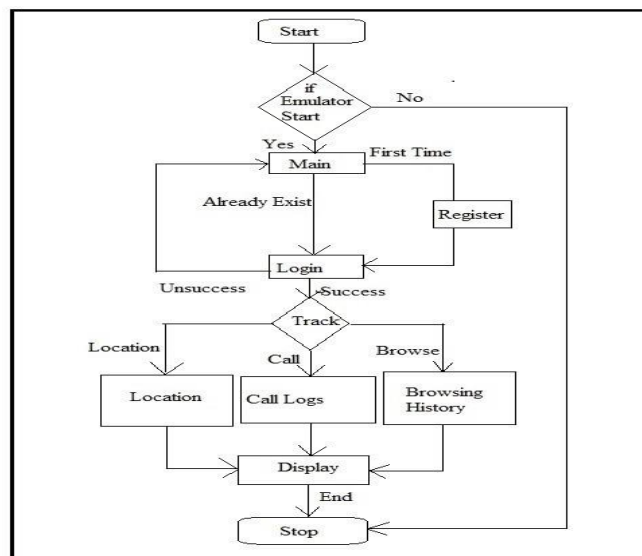 Start
if
Emulator
Start
No
Yes
First Time
Main
Already Exist
Register
Login
Unsuccess
Success
Track
Location
Call
Browse
Location
Call Logs
Browsing
History
Display
End
Stop